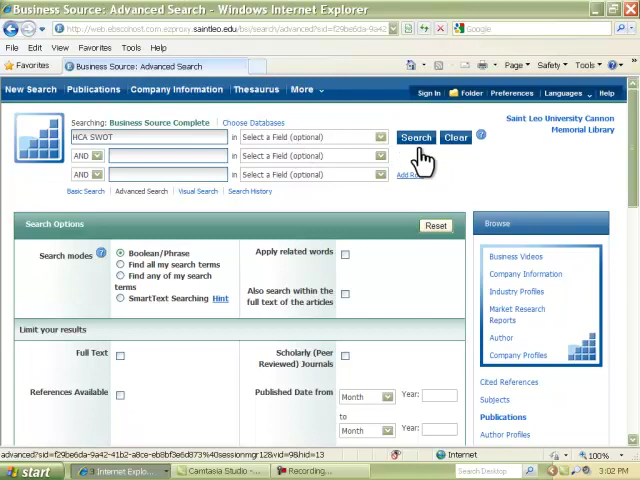 Business Source: Advanced Search - Windows Internet Explorer
http://web.ebscohost.com.ezproxy.saintleo.edu/bsi/search/advanced?sid=f29be6da-9a42
Google
File Edit View Favorites Tools Help
Favorites Business Source: Advanced Search Page Safety Tools
New Search Publications Company Information Thesaurus More
Sign In Folder Preferences Languages Help
Searching: Business Source Complete Choose Databases
Saint Leo University Cannon
Memorial Library
HCA SWOT in Select a Field (optional) Search Clear
AND in Select a Field (optional)
AND in Select a Field (optional)
Basic Search Advanced Search Visual Search Search History
Search Options Reset
Search modes
Boolean/Phrase
Find all my search terms
Find any of my search
terms
SmartText Searching Hint
Apply related words
Also search within the
full text of the articles
Limit your results
Full Text
Scholarly (Peer
Reviewed) Journals
References Available
Published Date from
Month Year:
to
Month Year:
Browse
Business Videos
Company Information
Industry Profiles
Market Research
Reports
Author
Company Profiles
Cited References
Subjects
Publications
Author Profiles
advanced?sid=f29be6da-9a42-41b2-a8ce-eb8bf3e6d873%40sessionmgr12&vid=9&hid=13
Internet 100%
start 3 Internet Explo... Camtasia Studio -... Recording... Search Desktop 3:02 PM